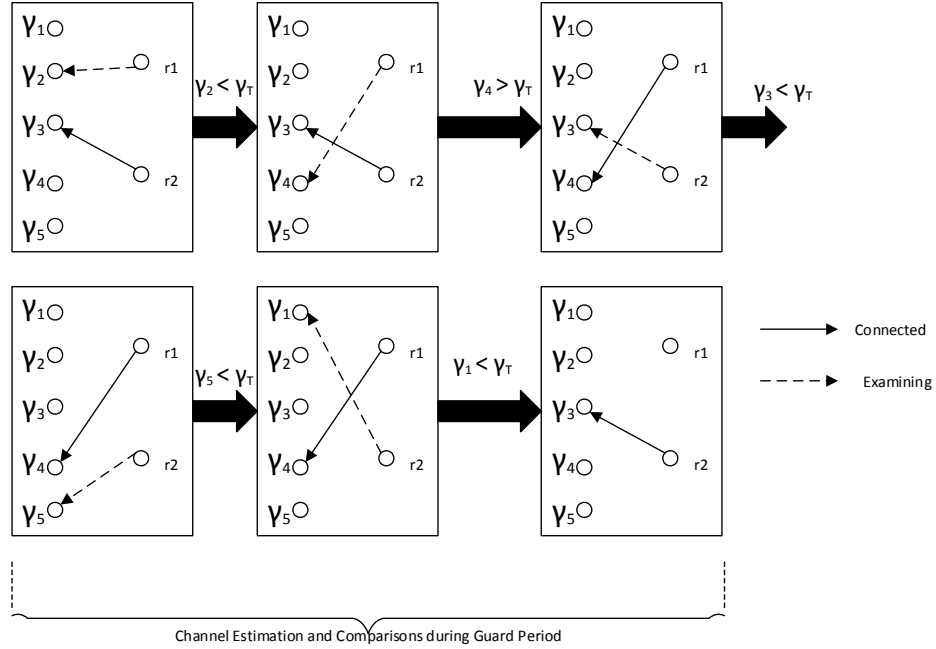 γ1
γ2
γ3
γ4
γ5
r1
r2
γ2 < γT
γ1
γ2
γ3
γ4
γ5
r1
r2
γ4 > γT
γ1
γ2
γ3
γ4
γ5
r1
r2
γ3 < γT
γ1
γ2
γ3
γ4
γ5
r1
r2
γ5 < γT
γ1
γ2
γ3
γ4
γ5
r1
r2
γ1 < γT
γ1
γ2
γ3
γ4
γ5
r1
r2
Connected
Examining
Channel Estimation and Comparisons during Guard Period